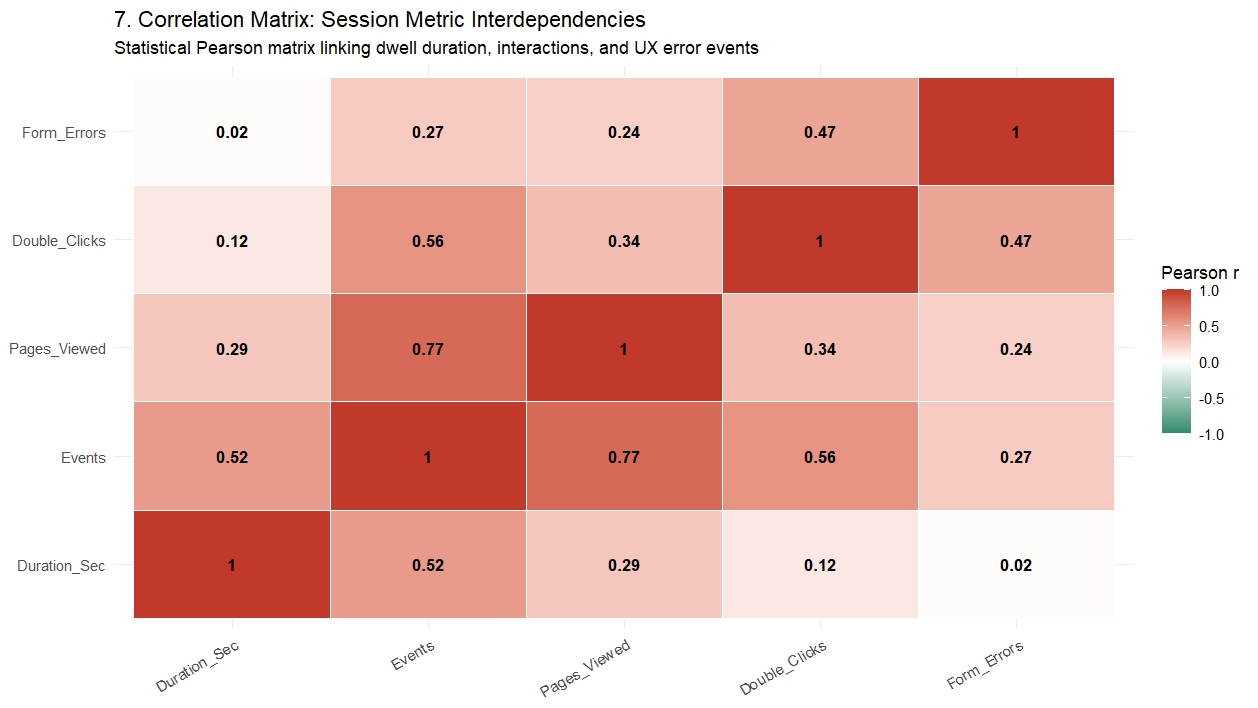 7. Correlation Matrix: Session Metric Interdependencies
Statistical Pearson matrix linking dwell duration, interactions, and UX error events
Form_Errors 0.02 0.27 0.24 0.47 1
Double_Clicks 0.12 0.56 0.34 1 0.47
Pages_Viewed 0.29 0.77 1 0.34 0.24
Events 0.52 1 0.77 0.56 0.27
Duration_Sec 1 0.52 0.29 0.12 0.02
Duration_Sec Events Pages_Viewed Double_Clicks Form_Errors
Pearson r
1.0
0.5
0.0
-0.5
-1.0